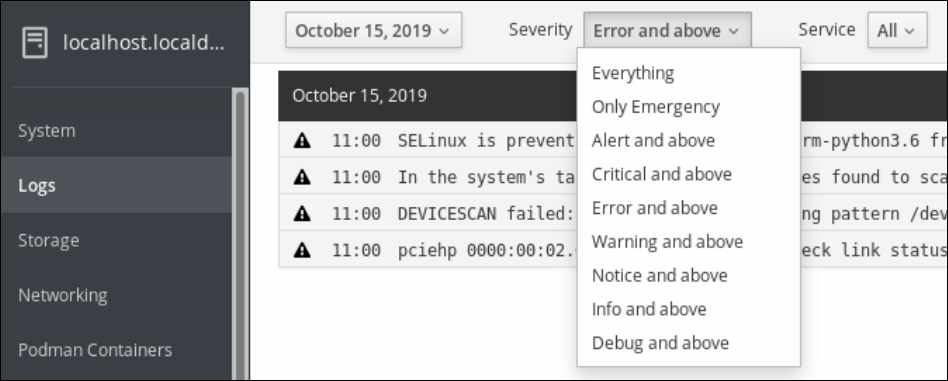 localhost.locald...
October 15, 2019
Severity
Error and above
Service
All
System
Logs
Storage
Networking
Podman Containers
October 15, 2019
11:00 SELinux is prevent rm-python3.6 fr
11:00 In the system's ta es found to sca
11:00 DEVICESCAN failed: ng pattern /dev
11:00 pciehp 0000:00:02. eck link status
Everything
Only Emergency
Alert and above
Critical and above
Error and above
Warning and above
Notice and above
Info and above
Debug and above